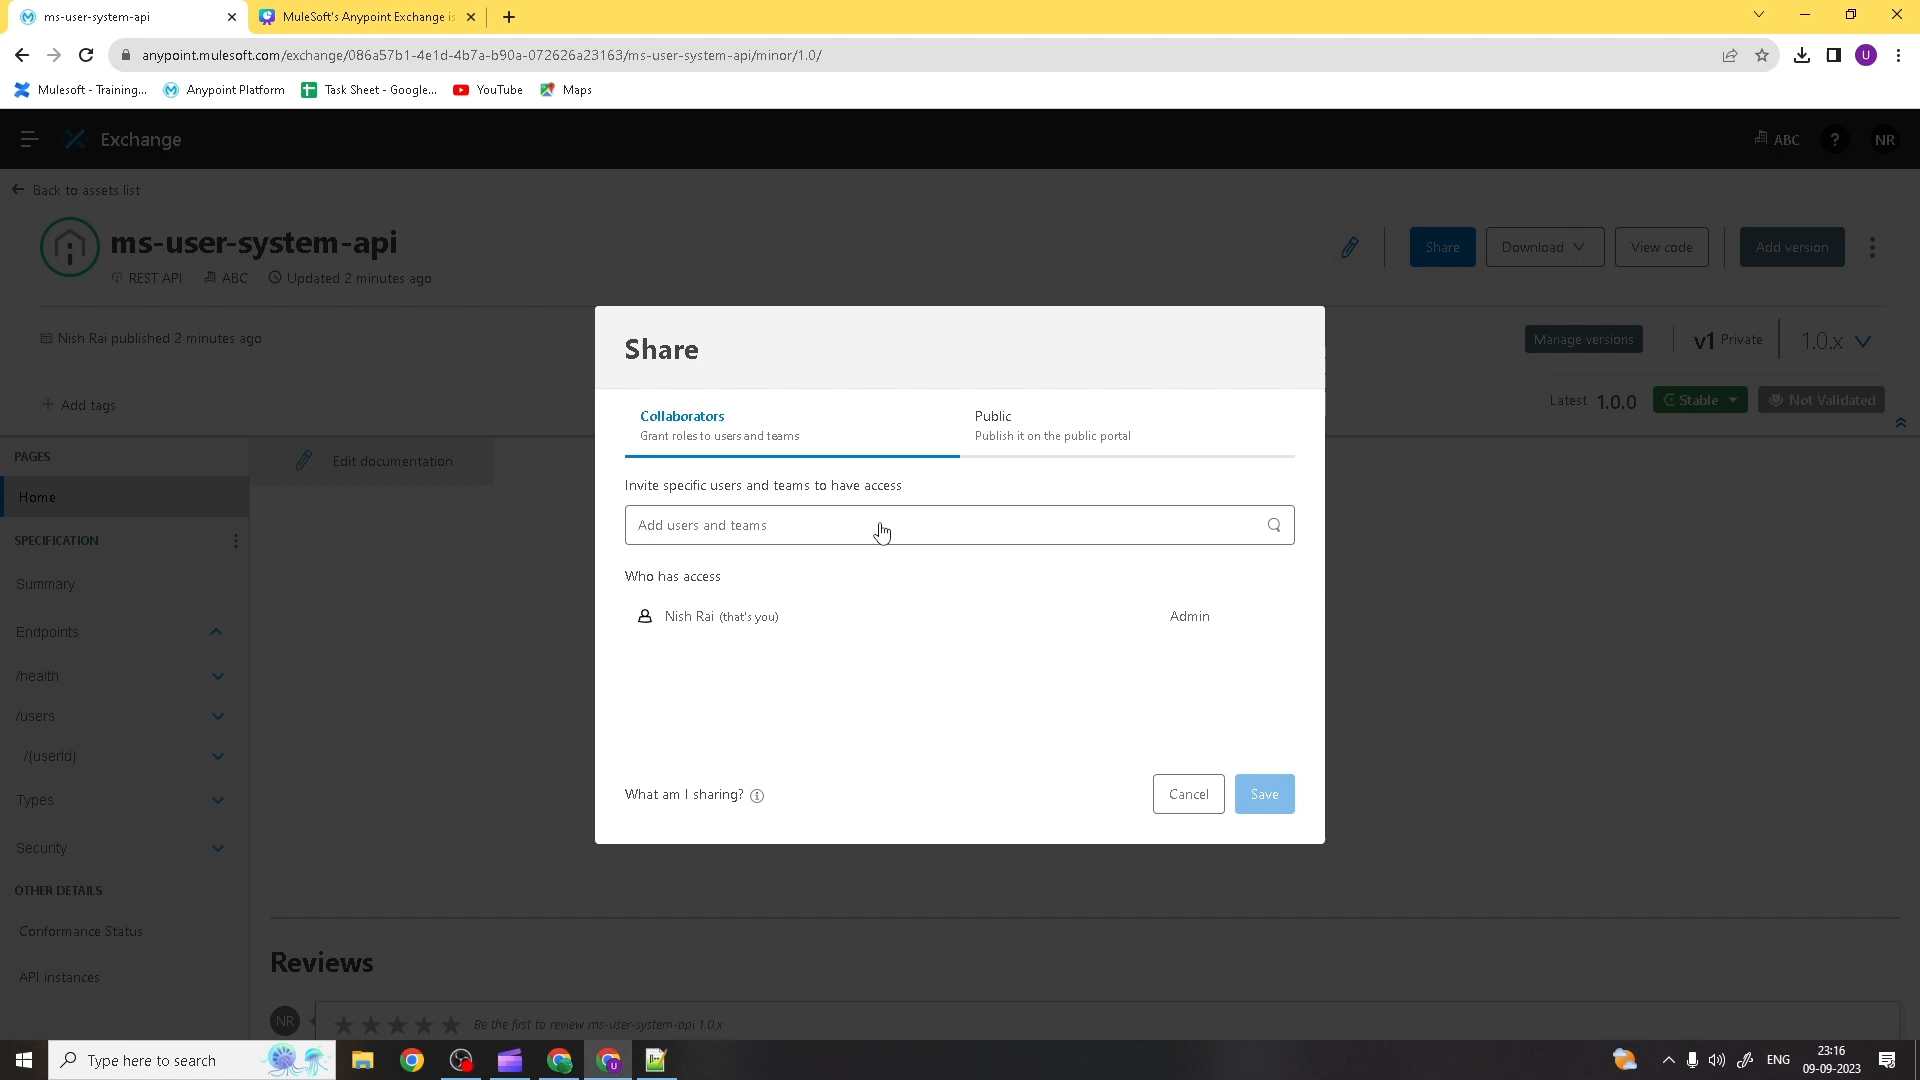 ms-user-system-api
MuleSoft's Anypoint Exchange is
anypoint.mulesoft.com/exchange/086a57b1-4e1d-4b7a-b90a-072626a23163/ms-user-system-api/minor/1.0/
U
Mulesoft - Training...
Anypoint Platform
Task Sheet - Google...
YouTube
Maps
Exchange
ABC
?
NR
Back to assets list
ms-user-system-api
REST API
ABC
Updated 2 minutes ago
Share
Download
View code
Add version
Nish Rai published 2 minutes ago
Manage versions
v1 Private
1.0.x
Add tags
Latest 1.0.0
Stable
Not Validated
PAGES
Edit documentation
Home
SPECIFICATION
Summary
Endpoints
/health
/users
/{userId}
Types
Security
OTHER DETAILS
Conformance Status
API instances
Share
Collaborators
Grant roles to users and teams
Public
Publish it on the public portal
Invite specific users and teams to have access
Add users and teams
Who has access
Nish Rai (that's you)
Admin
What am I sharing?
Cancel
Save
Reviews
NR
Be the first to review ms-user-system-api 1.0.x
Type here to search
ENG
23:16
09-09-2023